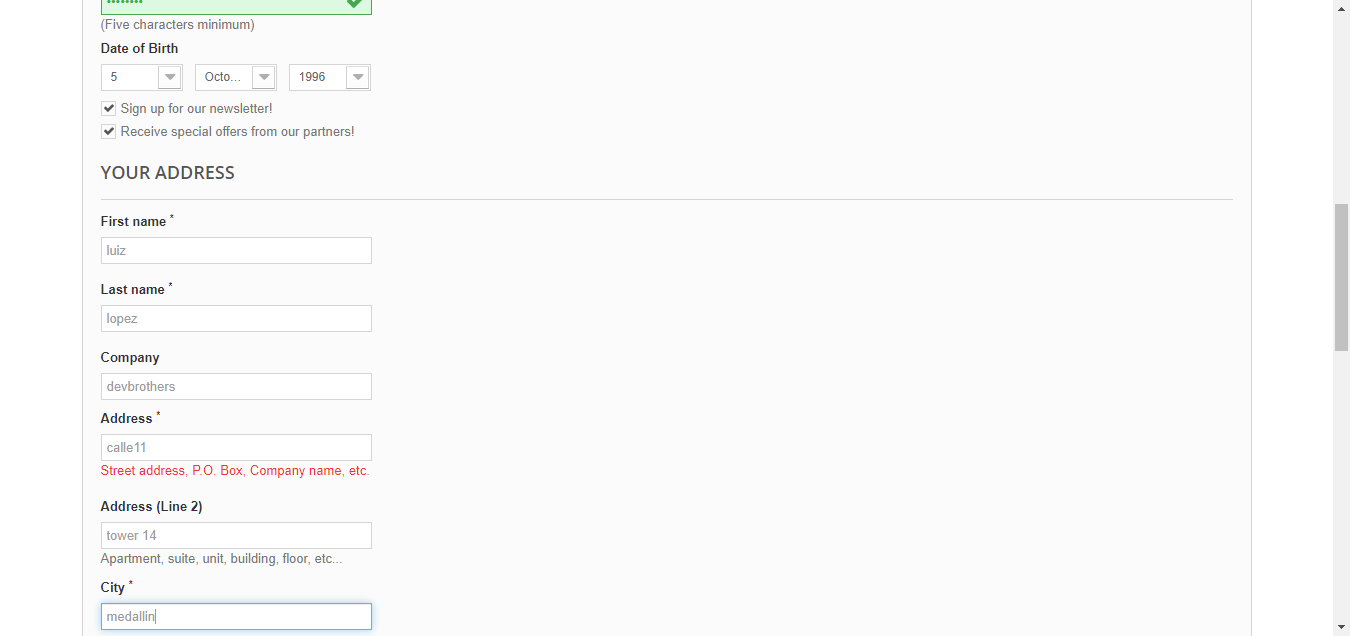 (Five characters minimum)
Date of Birth
5 Octo... 1996
Sign up for our newsletter!
Receive special offers from our partners!
YOUR ADDRESS
First name *
luiz
Last name *
lopez
Company
devbrothers
Address *
calle11
Street address, P.O. Box, Company name, etc.
Address (Line 2)
tower 14
Apartment, suite, unit, building, floor, etc...
City *
medallin